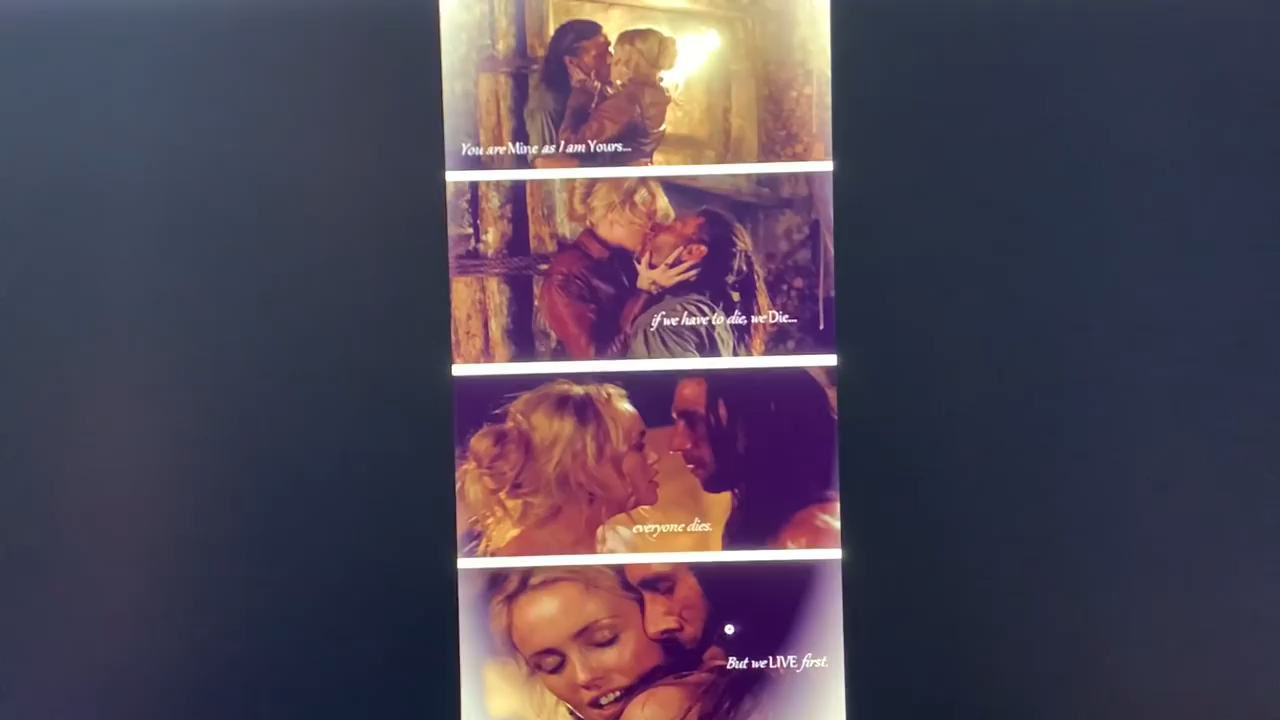 You are Mine as I am Yours...
if we have to die, we Die...
everyone dies.
But we LIVE first.